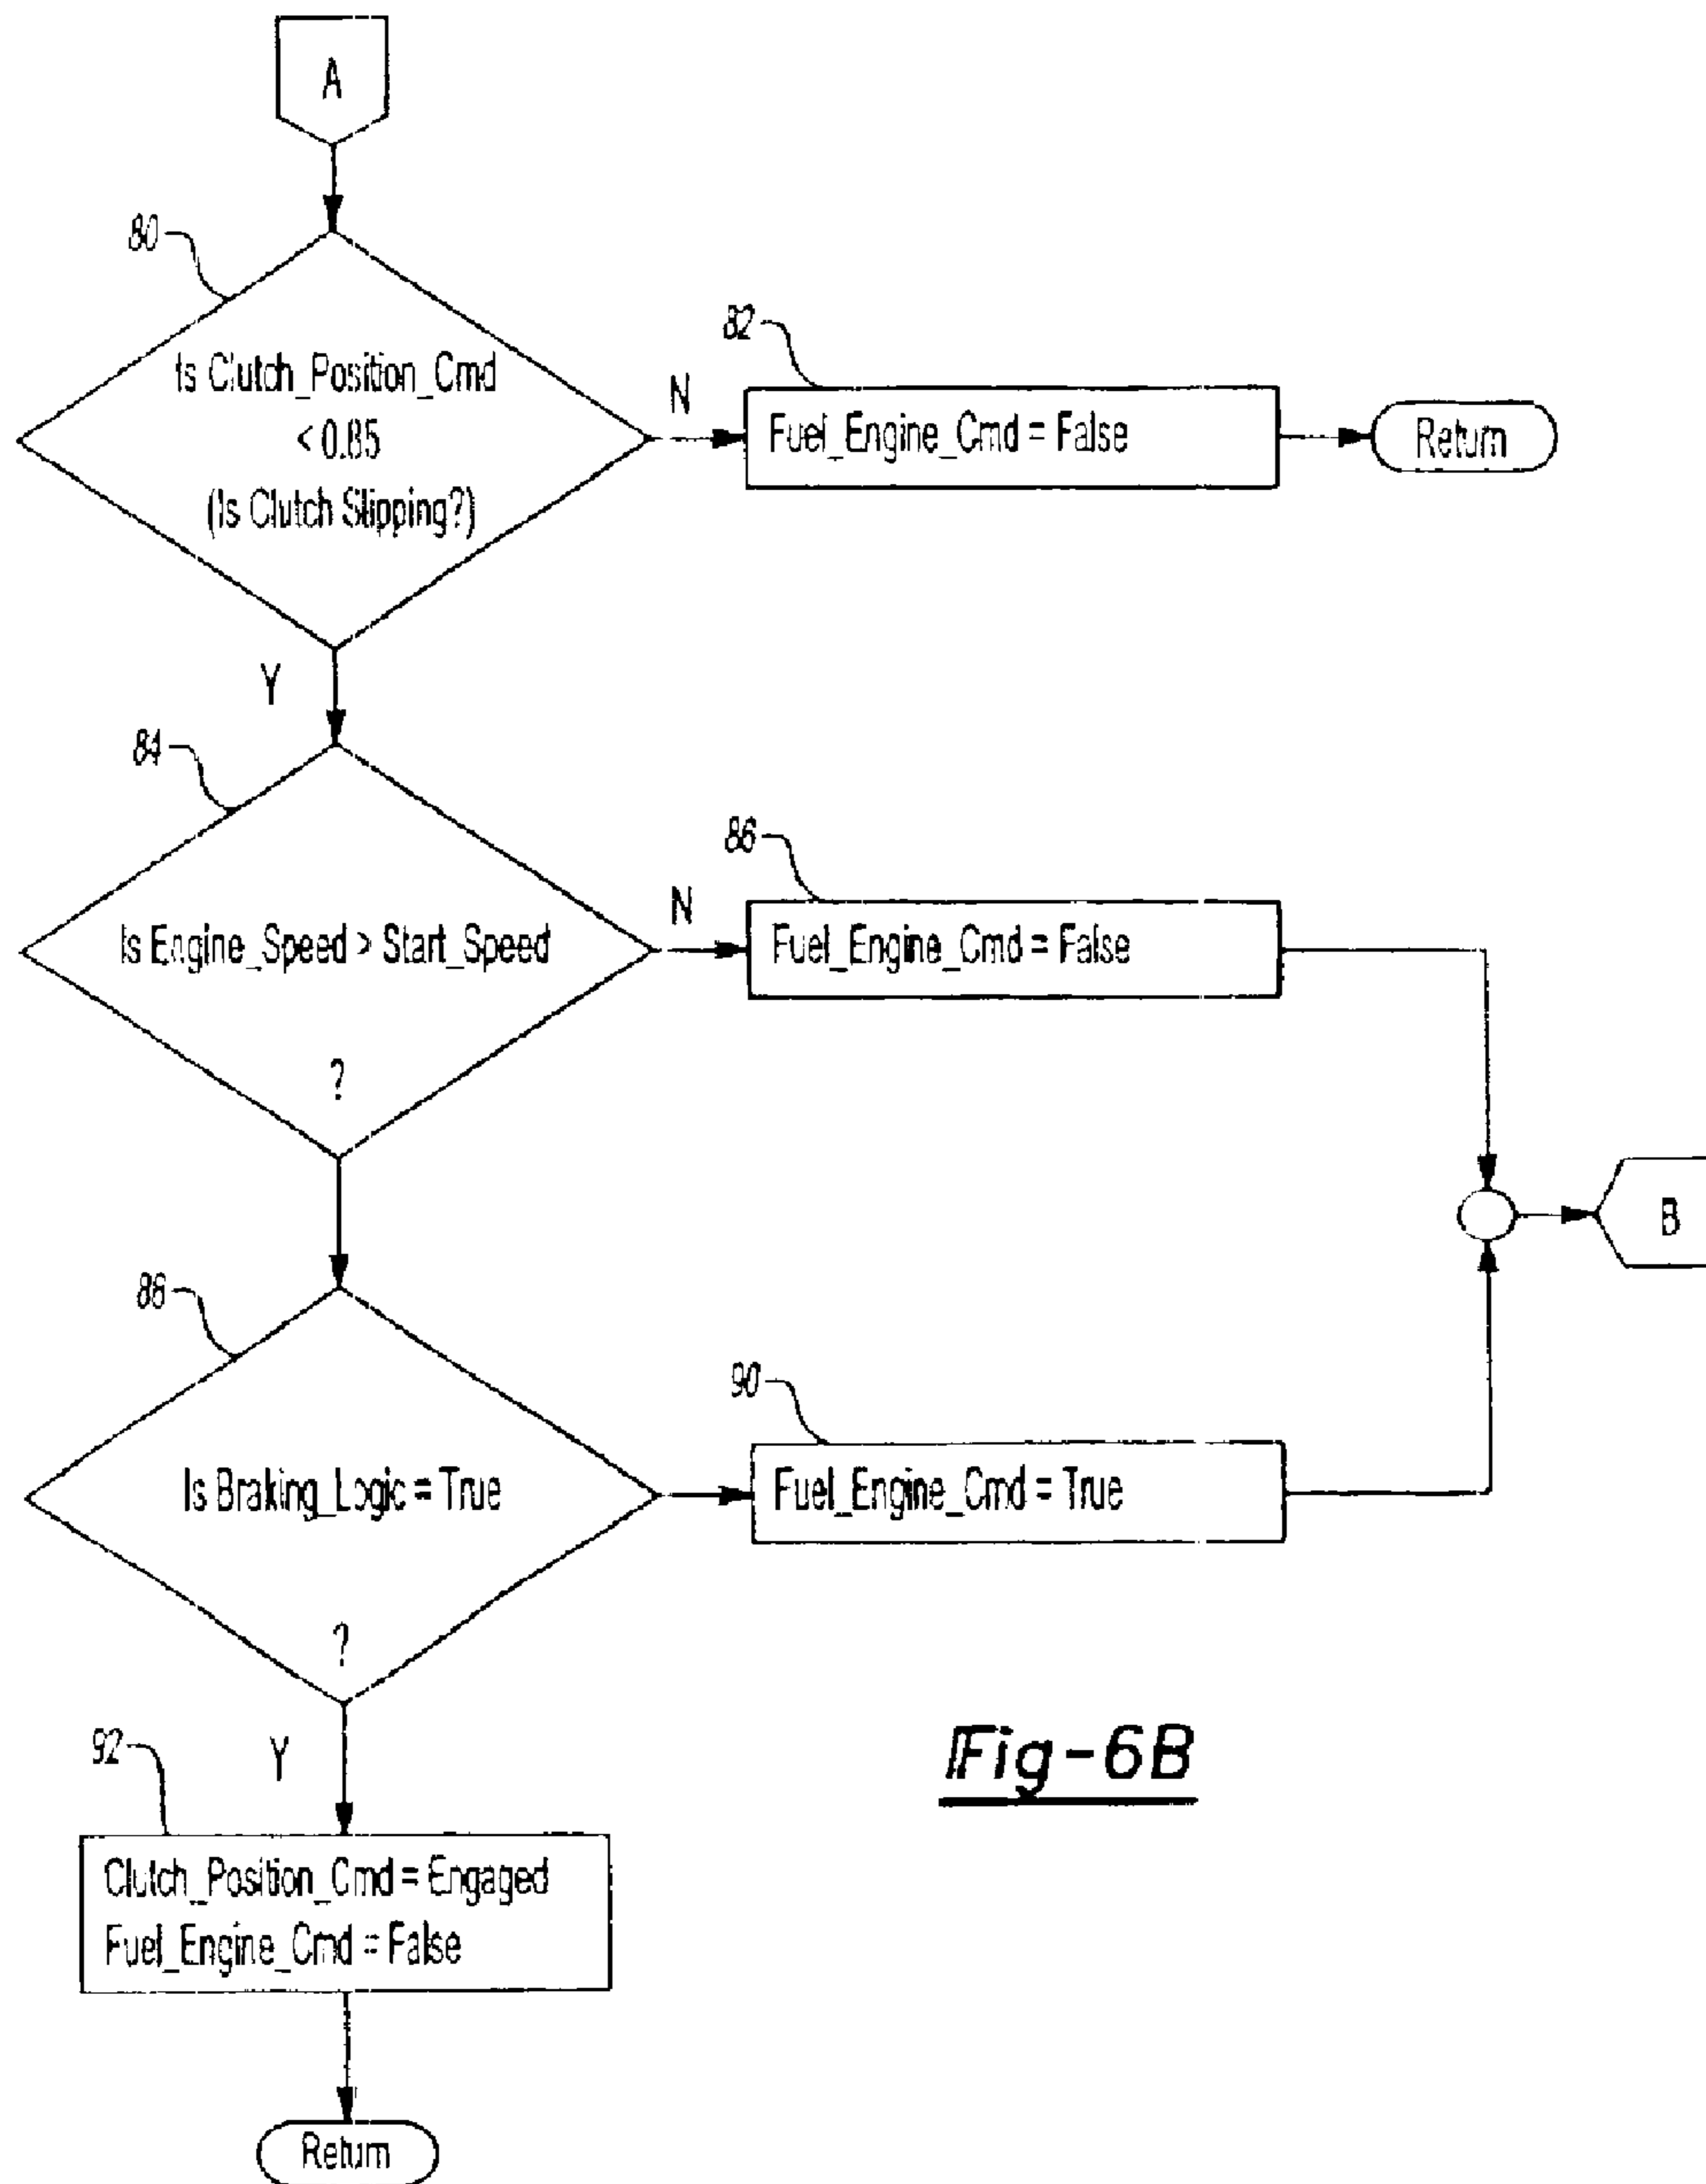 A
80
Is Clutch_Position_Cmd
< 0.85
(Is Clutch Slipping?)
N
82
Fuel_Engine_Cmd = False
Return
Y
84
Is Engine_Speed > Start_Speed
?
N
86
Fuel_Engine_Cmd = False
B
88
Is Braking_Logic = True
?
90
Fuel_Engine_Cmd = True
Y
92
Clutch_Position_Cmd = Engaged
Fuel_Engine_Cmd = False
Return
Fig-6B